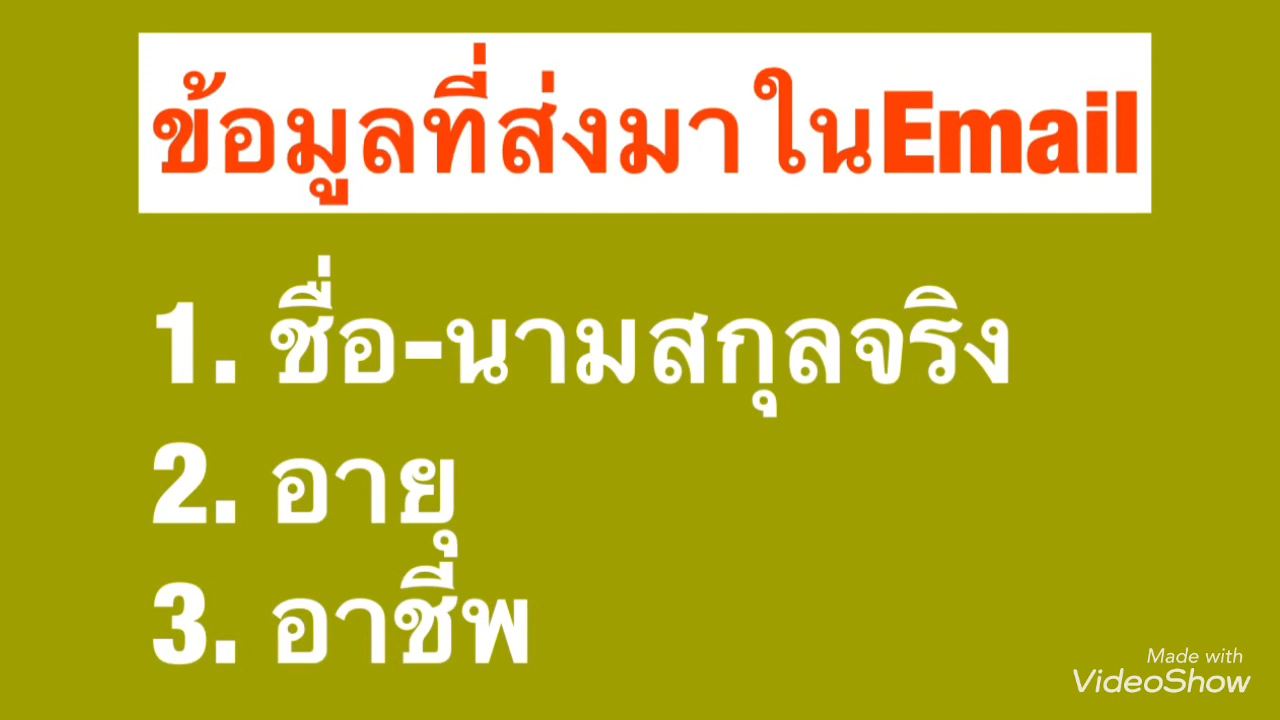 ข้อมูลที่ส่งมาในEmail
1. ชื่อ-นามสกุลจริง
2. อายุ
3. อาชีพ
Made with
VideoShow